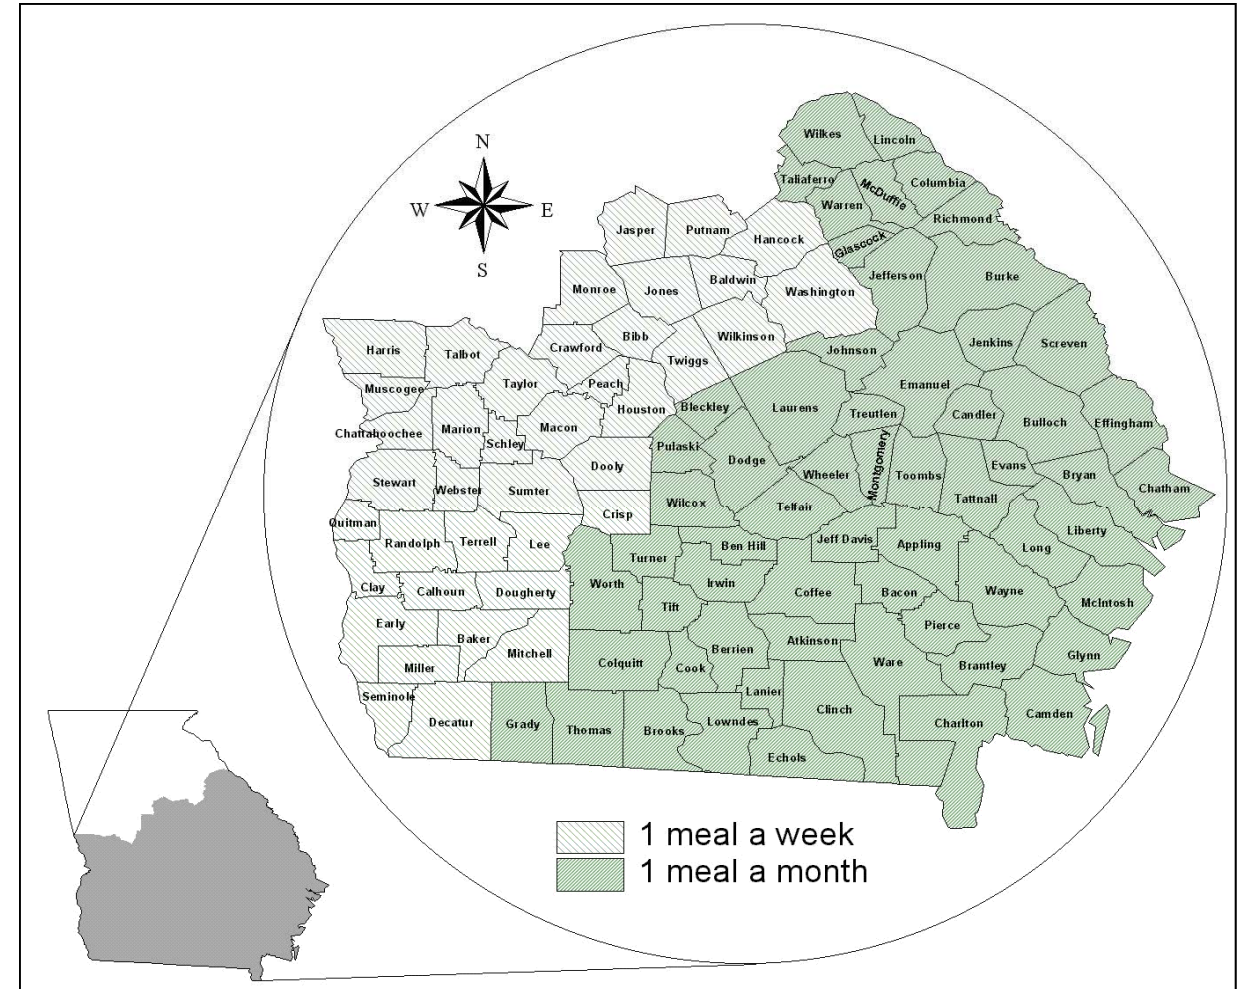 N
W E
S
Wilkes
Lincoln
Taliaferro
McDuffie
Columbia
Warren
Richmond
Jasper
Putnam
Hancock
Glascock
Monroe
Jones
Baldwin
Washington
Jefferson
Burke
Harris
Talbot
Crawford
Bibb
Twiggs
Wilkinson
Johnson
Jenkins
Screven
Muscogee
Taylor
Peach
Houston
Bleckley
Laurens
Emanuel
Treutlen
Candler
Bulloch
Effingham
Chattahoochee
Marion
Schley
Macon
Pulaski
Dodge
Wheeler
Montgomery
Toombs
Evans
Bryan
Chatham
Stewart
Webster
Sumter
Dooly
Crisp
Wilcox
Telfair
Tattnall
Liberty
Quitman
Randolph
Terrell
Lee
Turner
Ben Hill
Jeff Davis
Appling
Long
Clay
Calhoun
Dougherty
Worth
Tift
Irwin
Coffee
Bacon
Wayne
McIntosh
Early
Baker
Mitchell
Miller
Colquitt
Cook
Berrien
Atkinson
Pierce
Ware
Brantley
Glynn
Seminole
Decatur
Grady
Thomas
Brooks
Lowndes
Lanier
Clinch
Echols
Charlton
Camden
1 meal a week
1 meal a month